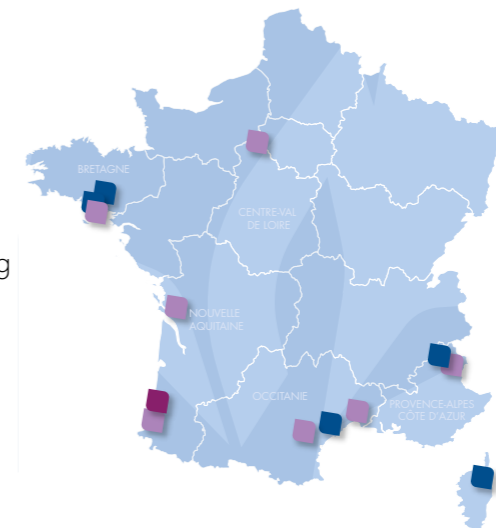 BRETAGNE
CENTRE-VAL
DE LOIRE
g
NOUVELLE
AQUITAINE
OCCITANIE
PROVENCE-ALPES
CÔTE D'AZUR